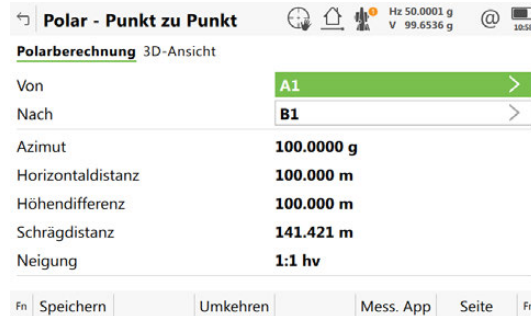 Polar - Punkt zu Punkt
Hz 50.0001 g
V 99.6536 g
@
10:50
Polarberechnung 3D-Ansicht
Von A1
Nach B1
Azimut 100.0000 g
Horizontaldistanz 100.000 m
Höhendifferenz 100.000 m
Schrägdistanz 141.421 m
Neigung 1:1 hv
Fn Speichern Umkehren Mess. App Seite